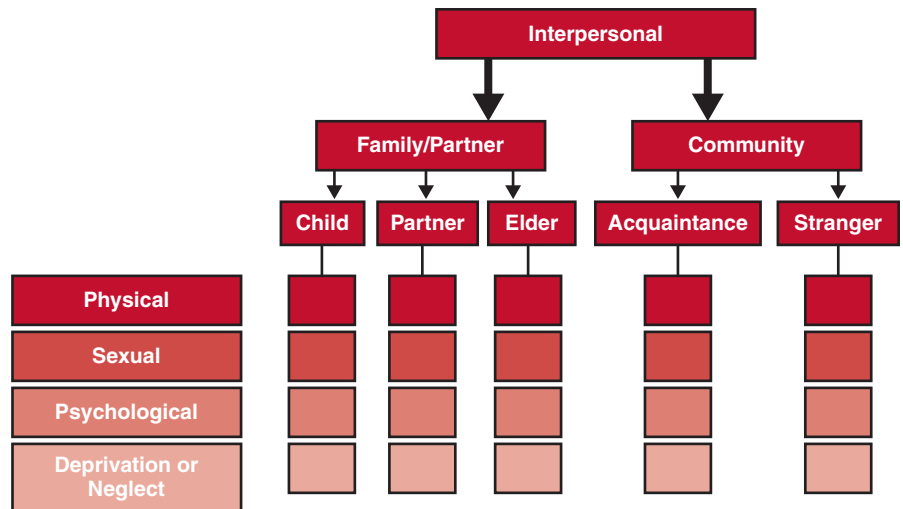 Interpersonal
Family/Partner
Community
Child
Partner
Elder
Acquaintance
Stranger
Physical
Sexual
Psychological
Deprivation or
Neglect